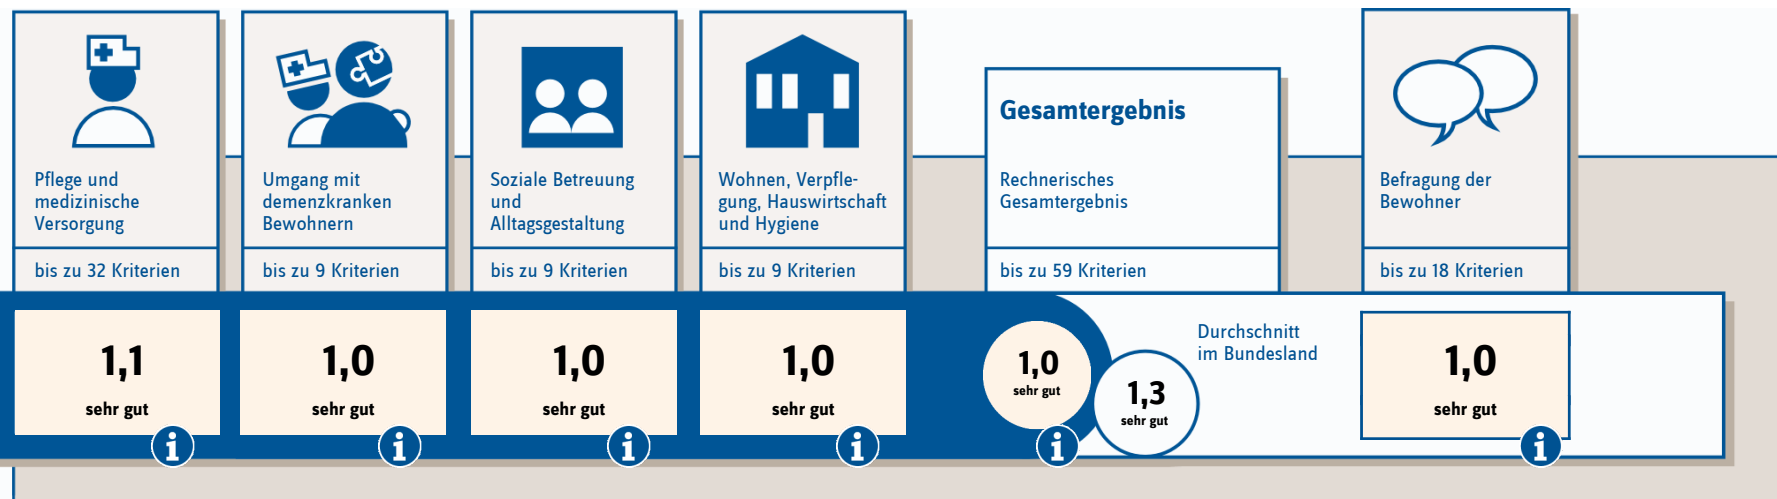 Pflege und
medizinische
Versorgung
bis zu 32 Kriterien
1,1
sehr gut
Umgang mit
demenzkranken
Bewohnern
bis zu 9 Kriterien
1,0
sehr gut
Soziale Betreuung
und
Alltagsgestaltung
bis zu 9 Kriterien
1,0
sehr gut
Wohnen, Verpfle-
gung, Hauswirtschaft
und Hygiene
bis zu 9 Kriterien
1,0
sehr gut
Gesamtergebnis
Rechnerisches
Gesamtergebnis
bis zu 59 Kriterien
1,0
sehr gut
1,3
sehr gut
Durchschnitt
im Bundesland
Befragung der
Bewohner
bis zu 18 Kriterien
1,0
sehr gut